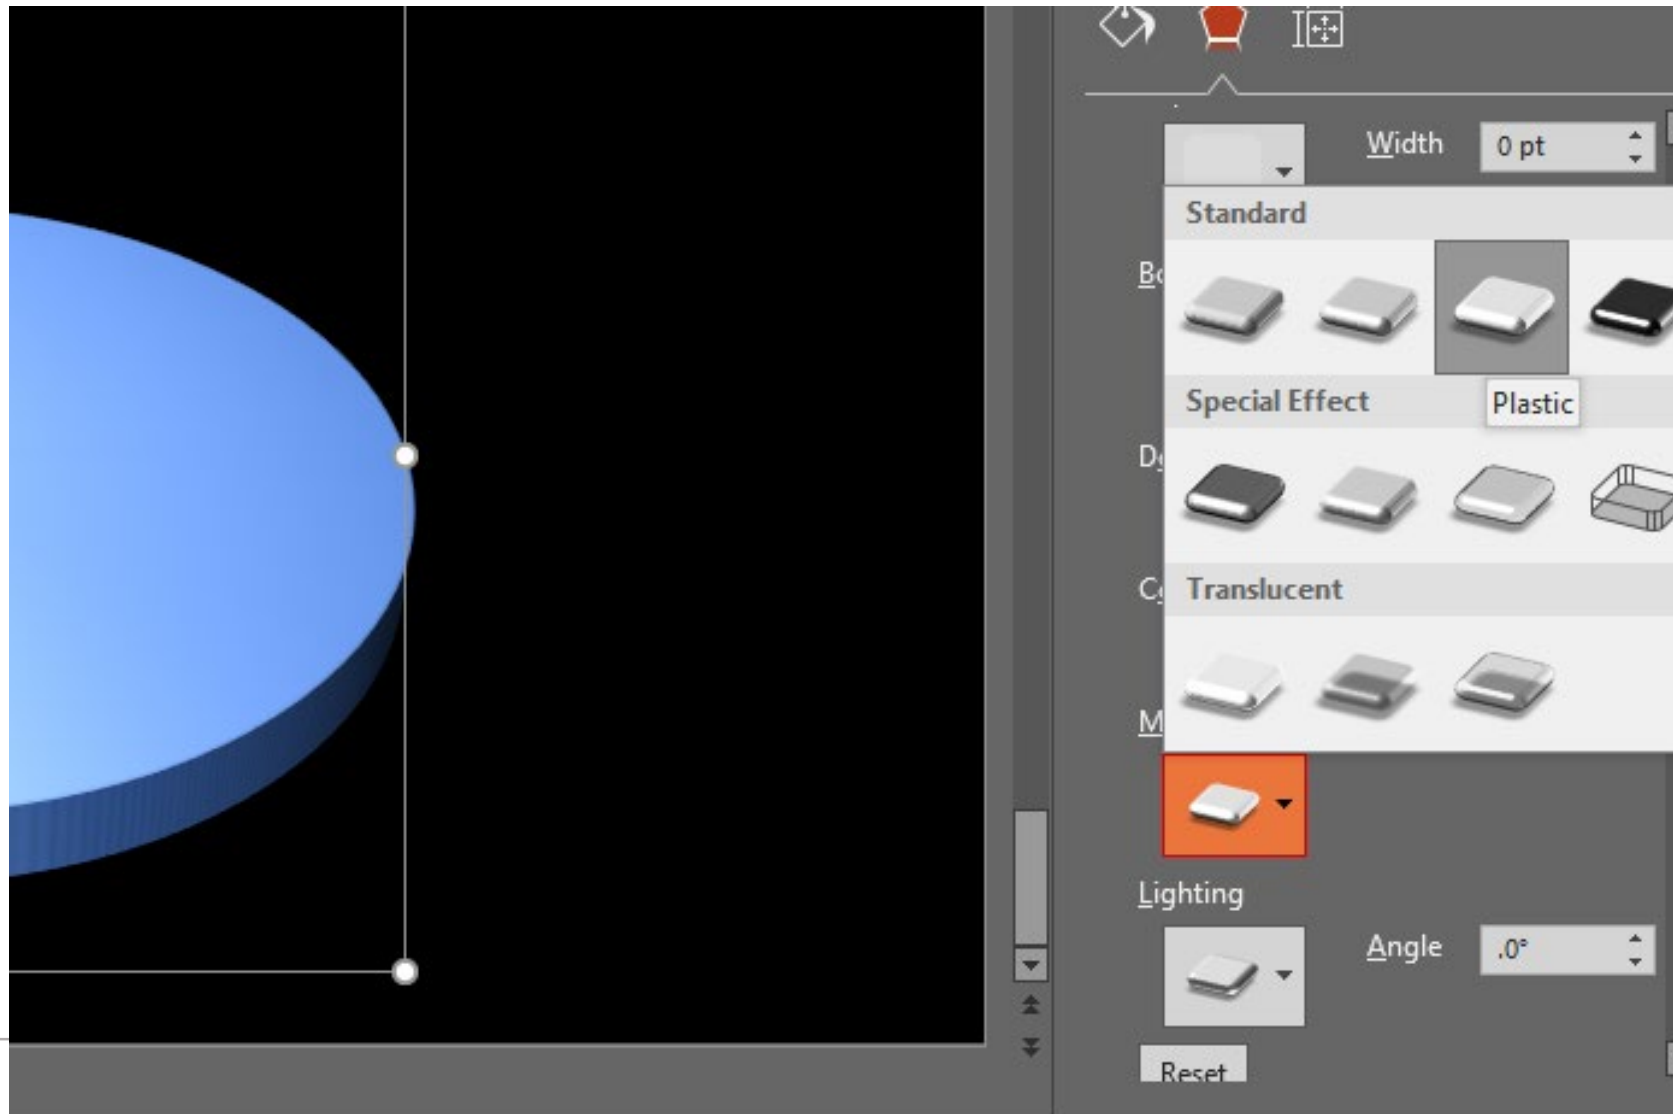 Width 0 pt
Standard
Plastic
Special Effect
Translucent
Lighting
Angle .0°
Reset